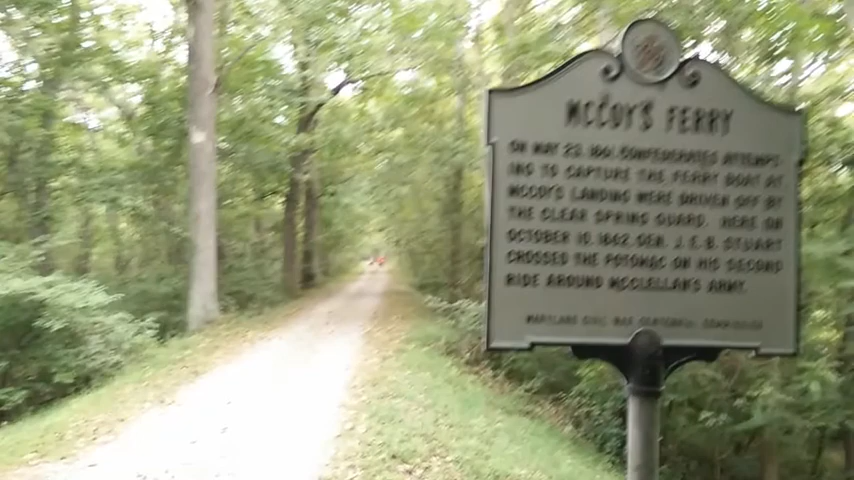 MCCOY'S FERRY
ON MAY 23, 1861, CONFEDERATES ATTEMPT-
ING TO CAPTURE THE FERRY BOAT AT
MCCOY'S LANDING WERE DRIVEN OFF BY
THE CLEAR SPRING GUARD. HERE ON
OCTOBER 10, 1862, GEN. J. E. B. STUART
CROSSED THE POTOMAC ON HIS SECOND
RIDE AROUND MCCLELLAN'S ARMY.
MARYLAND CIVIL WAR CENTENNIAL COMMISSION